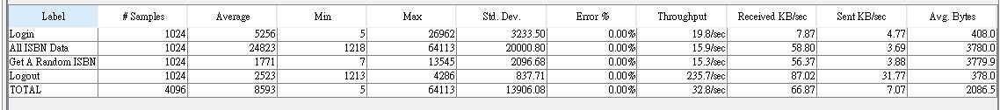 Label # Samples Average Min Max Std. Dev. Error % Throughput Received KB/sec Sent KB/sec Avg. Bytes
Login 1024 5256 5 26962 3233.50 0.00% 19.8/sec 7.87 4.77 408.0
All ISBN Data 1024 24823 1218 64113 20000.80 0.00% 15.9/sec 58.80 3.69 3780.0
Get A Random ISBN 1024 1771 7 13545 2096.68 0.00% 15.3/sec 56.37 3.88 3779.9
Logout 1024 2523 1213 4286 837.71 0.00% 235.7/sec 87.02 31.77 378.0
TOTAL 4096 8593 5 64113 13906.08 0.00% 32.8/sec 66.87 7.07 2086.5